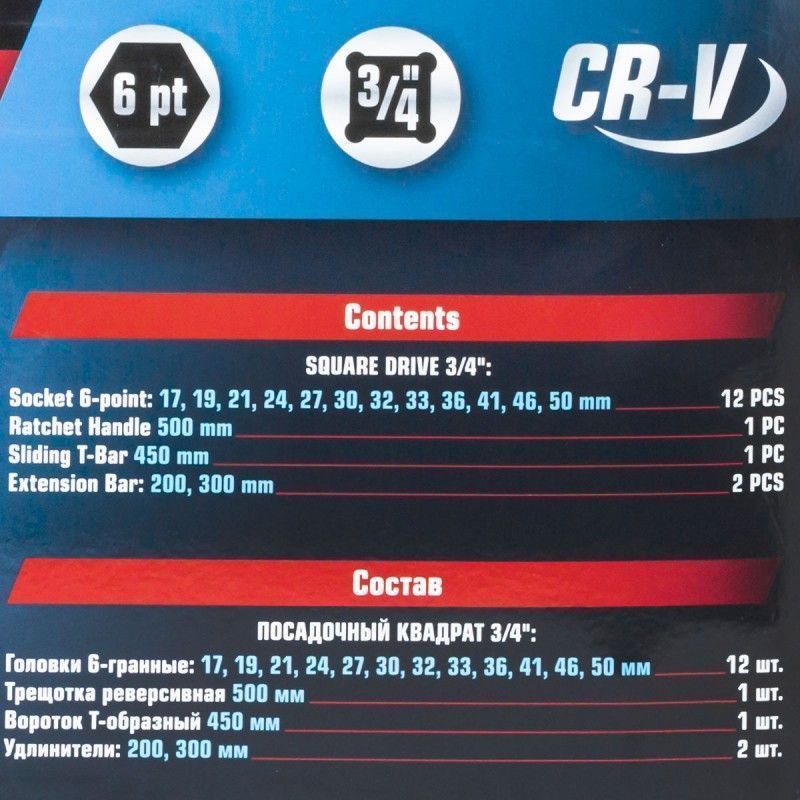 6 pt
3/4"
CR-V
Contents
SQUARE DRIVE 3/4":
Socket 6-point: 17, 19, 21, 24, 27, 30, 32, 33, 36, 41, 46, 50 mm 12 PCS
Ratchet Handle 500 mm 1 PC
Sliding T-Bar 450 mm 1 PC
Extension Bar: 200, 300 mm 2 PCS
Состав
ПОСАДОЧНЫЙ КВАДРАТ 3/4":
Головки 6-гранные: 17, 19, 21, 24, 27, 30, 32, 33, 36, 41, 46, 50 мм 12 шт.
Трещотка реверсивная 500 мм 1 шт.
Вороток Т-образный 450 мм 1 шт.
Удлинители: 200, 300 мм 2 шт.